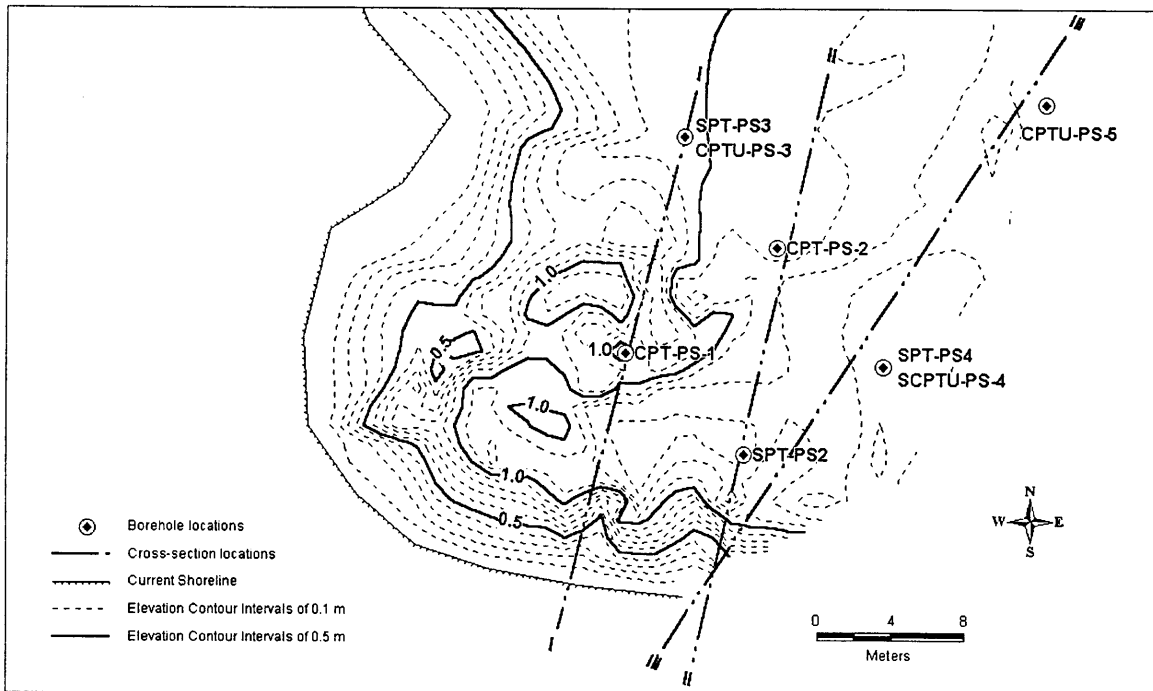 III
II
I
SPT-PS3
CPTU-PS-3
CPTU-PS-5
CPT-PS-2
1.0
0.5
1.0
CPT-PS-1
SPT-PS4
SCPTU-PS-4
1.0
SPT-PS2
1.0
0.5
N
W
E
S
Borehole locations
Cross-section locations
Current Shoreline
Elevation Contour Intervals of 0.1 m
Elevation Contour Intervals of 0.5 m
0 4 8
Meters
I
III
II